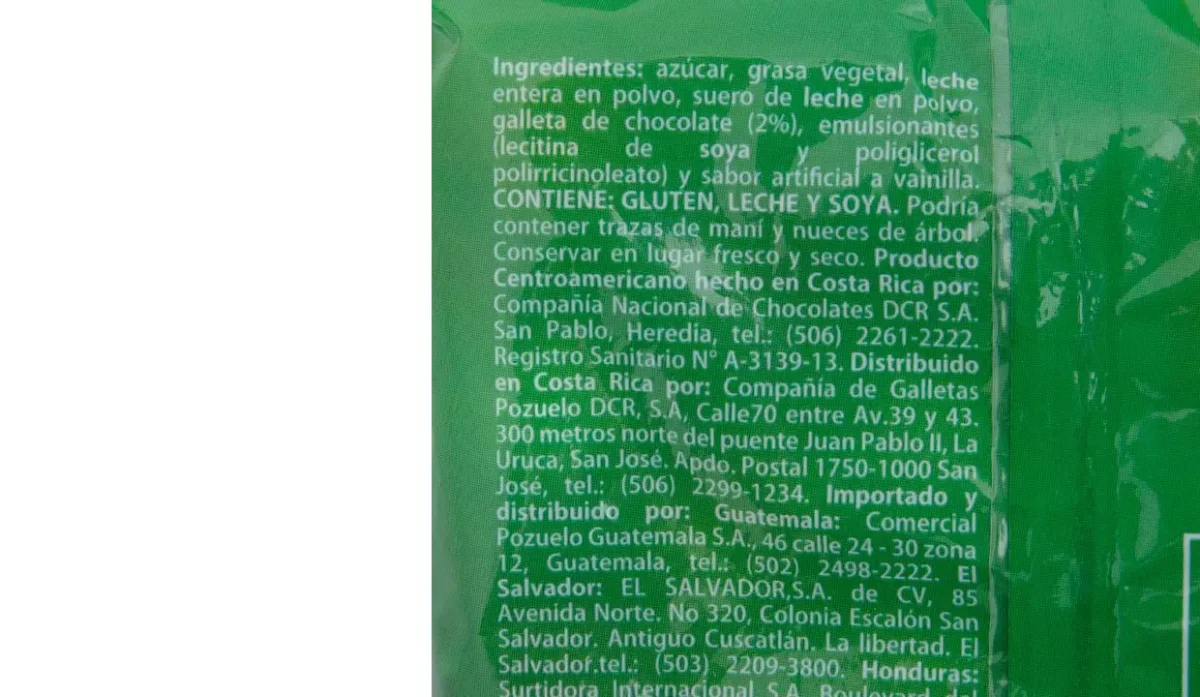 Ingredientes: azúcar, grasa vegetal, leche
entera en polvo, suero de leche en polvo,
galleta de chocolate (2%), emulsionantes
(lecitina de soya y poliglicerol
polirricinoleato) y sabor artificial a vainilla.
CONTIENE: GLUTEN, LECHE Y SOYA. Podría
contener trazas de maní y nueces de árbol.
Conservar en lugar fresco y seco. Producto
Centroamericano hecho en Costa Rica por:
Compañía Nacional de Chocolates DCR S.A.
San Pablo, Heredia, tel.: (506) 2261-2222.
Registro Sanitario N° A-3139-13. Distribuido
en Costa Rica por: Compañía de Galletas
Pozuelo DCR, S.A, Calle70 entre Av.39 y 43.
300 metros norte del puente Juan Pablo II, La
Uruca, San José. Apdo. Postal 1750-1000 San
José, tel.: (506) 2299-1234. Importado y
distribuido por: Guatemala: Comercial
Pozuelo Guatemala S.A., 46 calle 24 - 30 zona
12, Guatemala, tel.: (502) 2498-2222. El
Salvador: EL SALVADOR,S.A. de CV, 85
Avenida Norte. No 320, Colonia Escalón San
Salvador. Antiguo Cuscatlán. La libertad. El
Salvador.tel.: (503) 2209-3800. Honduras:
Surtidora Internacional S.A. Boulevard del